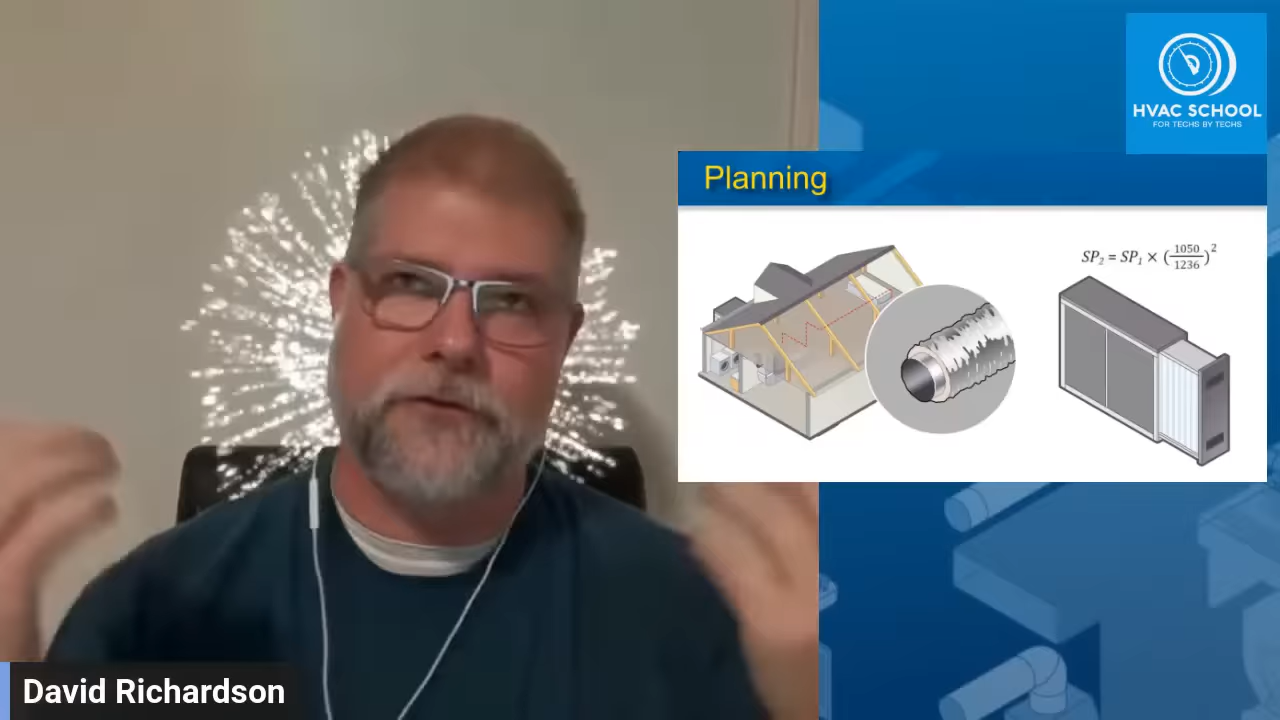 HVAC SCHOOL
FOR TECHS BY TECHS
Planning
SP₂ = SP₁ × (1050/1236)²
David Richardson